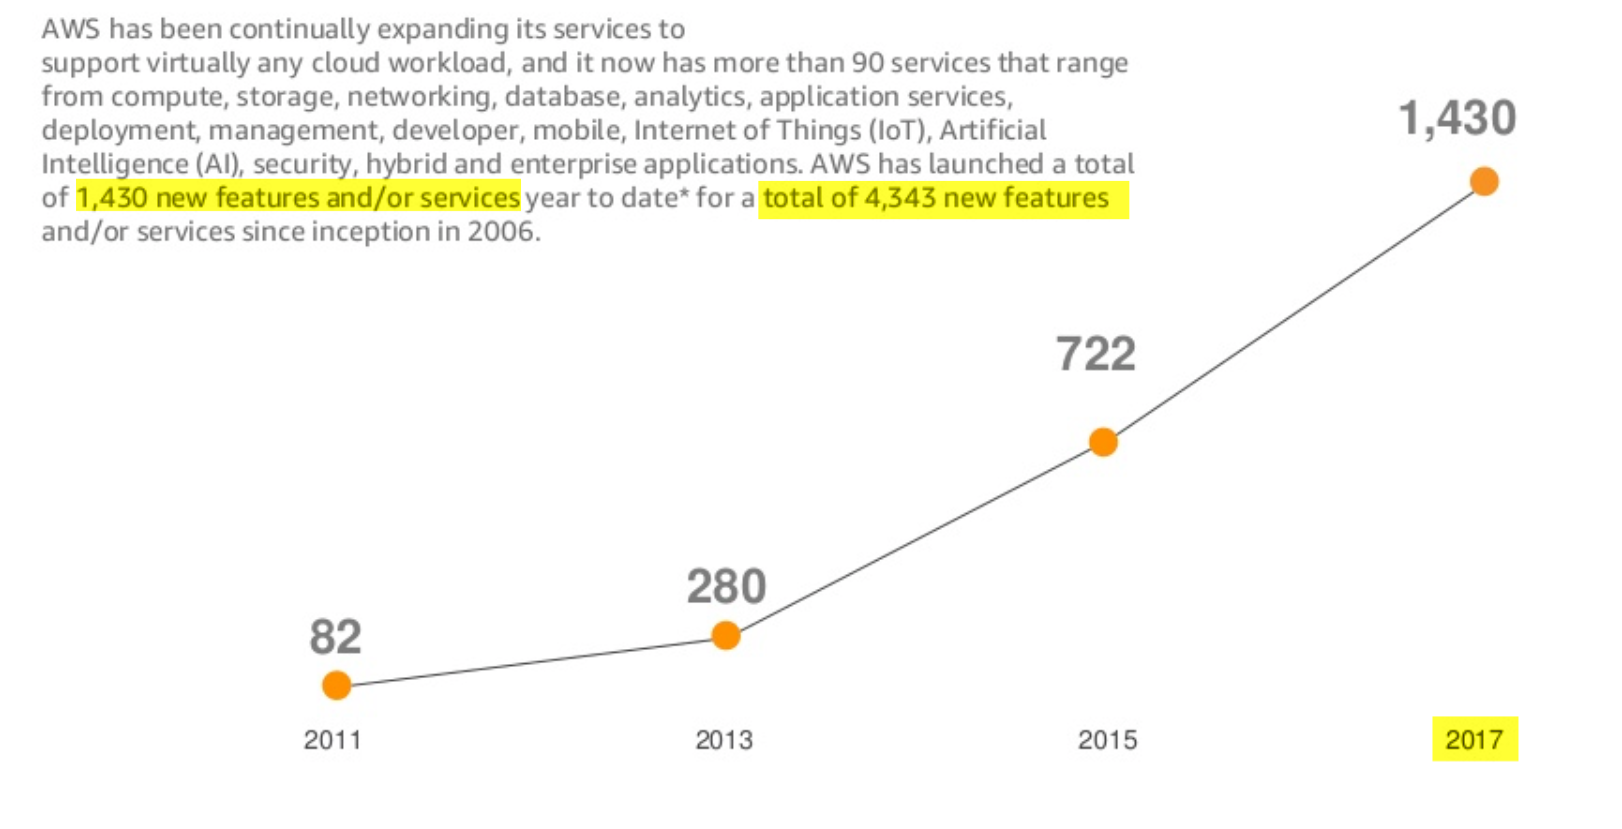 AWS has been continually expanding its services to
support virtually any cloud workload, and it now has more than 90 services that range
from compute, storage, networking, database, analytics, application services,
deployment, management, developer, mobile, Internet of Things (IoT), Artificial
Intelligence (AI), security, hybrid and enterprise applications. AWS has launched a total
of 1,430 new features and/or services year to date* for a total of 4,343 new features
and/or services since inception in 2006.
1,430
722
280
82
2011 2013 2015 2017